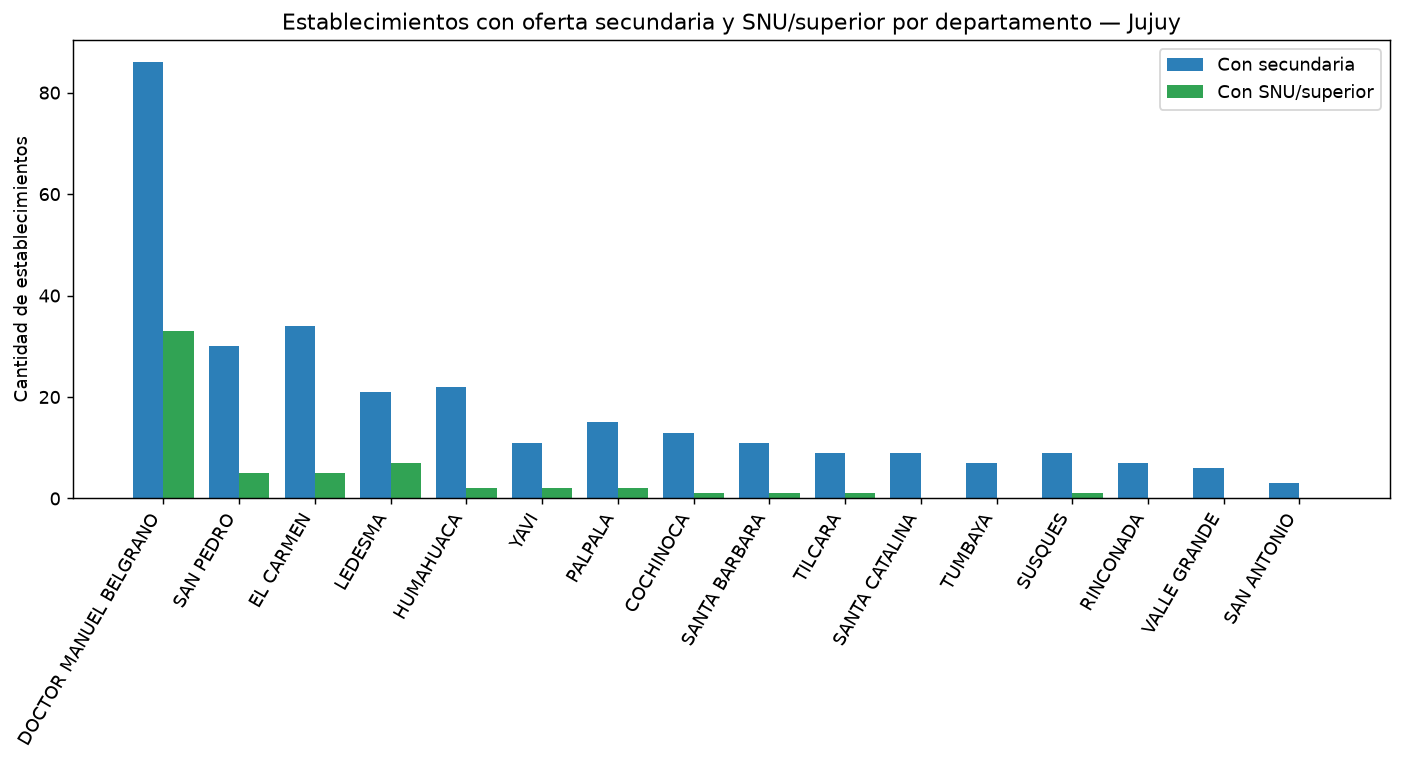 Establecimientos con oferta secundaria y SNU/superior por departamento — Jujuy
Con secundaria
Con SNU/superior
Cantidad de establecimientos
80
60
40
20
0
DOCTOR MANUEL BELGRANO
SAN PEDRO
EL CARMEN
LEDESMA
HUMAHUACA
YAVI
PALPALA
COCHINOCA
SANTA BARBARA
TILCARA
SANTA CATALINA
TUMBAYA
SUSQUES
RINCONADA
VALLE GRANDE
SAN ANTONIO